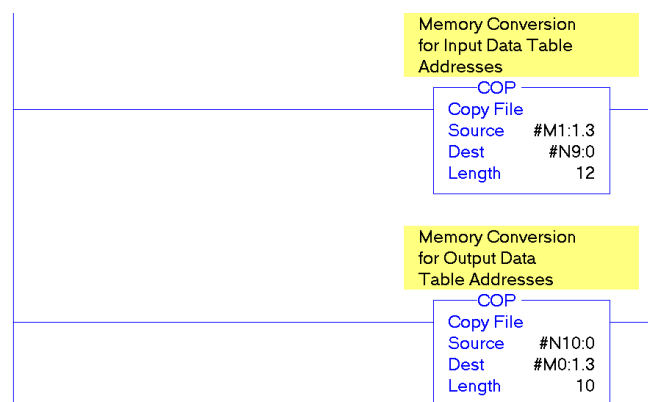 Memory Conversion
for Input Data Table
Addresses
COP
Copy File
Source #M1:1.3
Dest #N9:0
Length 12
Memory Conversion
for Output Data
Table Addresses
COP
Copy File
Source #N10:0
Dest #M0:1.3
Length 10